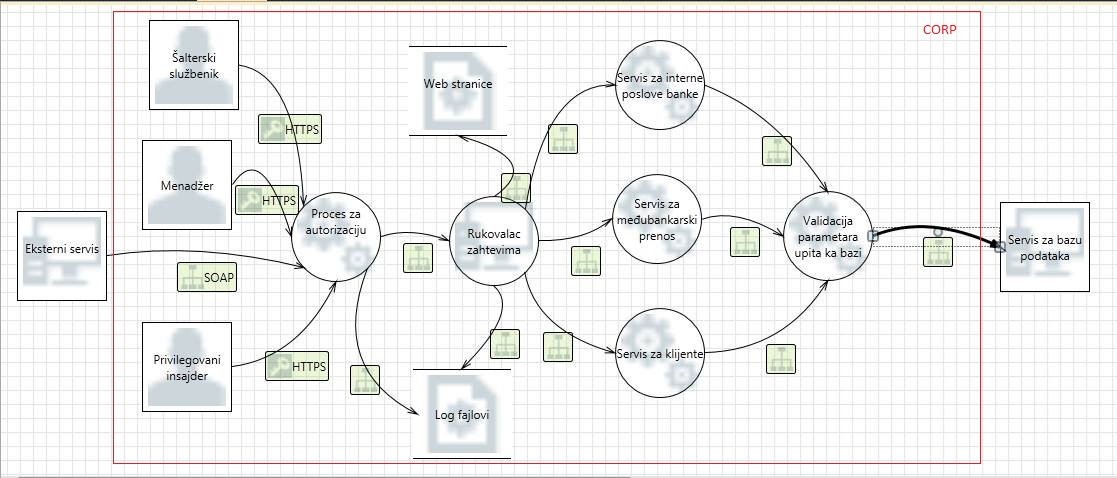 CORP
Šalterski
službenik
HTTPS
Menadžer
HTTPS
Eksterni servis
SOAP
Privilegovani
insajder
HTTPS
Proces za
autorizaciju
Web stranice
Rukovalac
zahtevima
Log fajlovi
Servis za interne
poslove banke
Servis za
međubankarski
prenos
Servis za klijente
Validacija
parametara
upita ka bazi
Servis za bazu
podataka